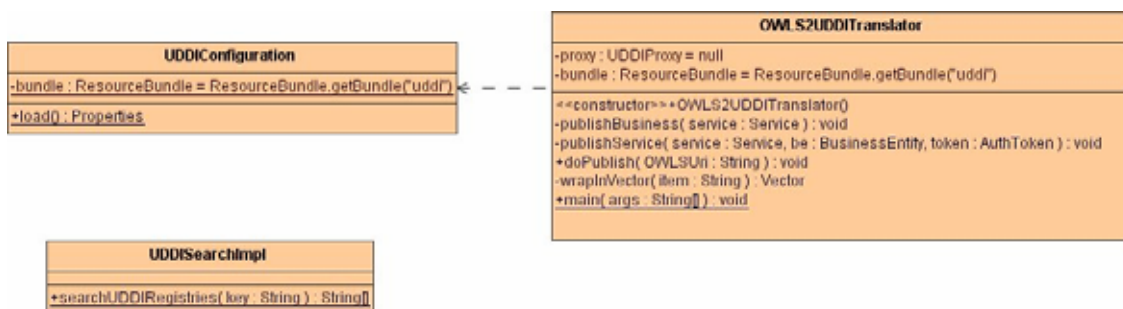 UDDIConfiguration
-bundle : ResourceBundle = ResourceBundle.getBundle("uddi")
+load() : Properties
OWLS2UDDITranslator
-proxy : UDDIProxy = null
-bundle : ResourceBundle = ResourceBundle.getBundle("uddi")
<<constructor>>+OWLS2UDDITranslator()
-publishBusiness( service : Service ) : void
-publishService( service : Service, be : BusinessEntity, token : AuthToken ) : void
+doPublish( OWLSUri : String ) : void
-wrapInVector( item : String ) : Vector
+main( args : String[] ) : void
UDDISearchImpl
+searchUDDIRegistries( key : String ) : String[]